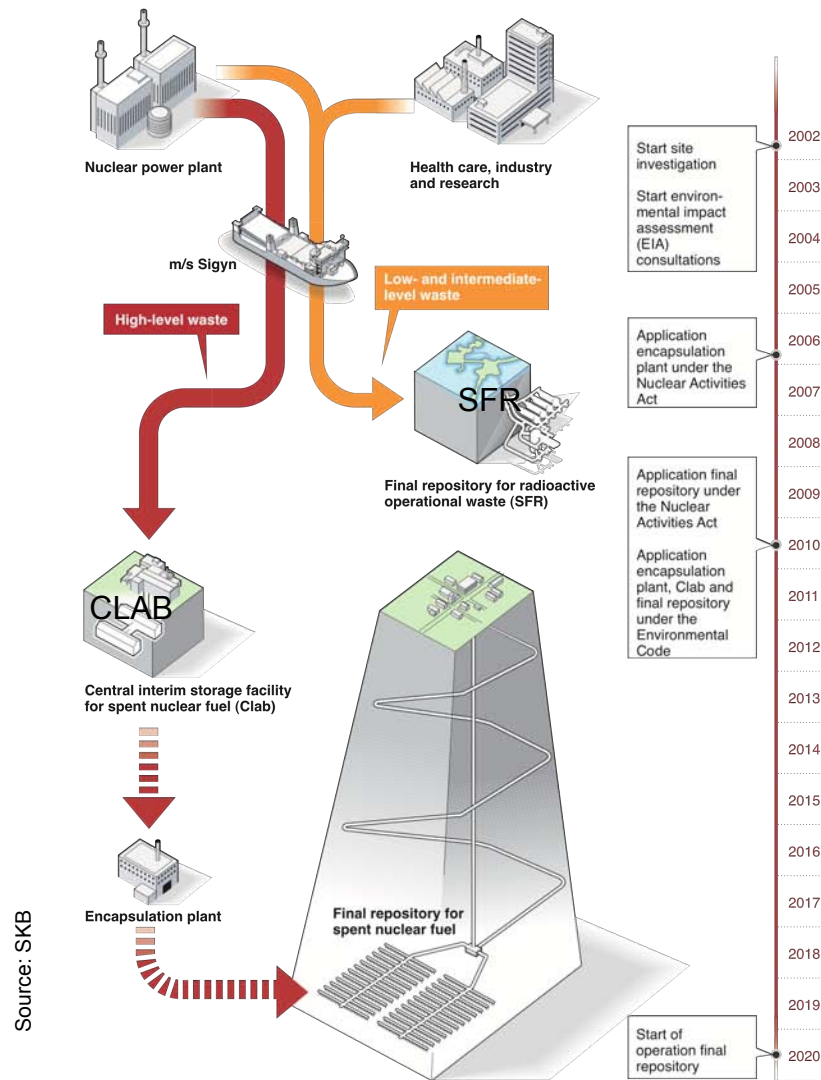 Nuclear power plant
Health care, industry
and research
m/s Sigyn
High-level waste
Low- and intermediate-
level waste
SFR
Final repository for radioactive
operational waste (SFR)
CLAB
Central interim storage facility
for spent nuclear fuel (Clab)
Encapsulation plant
Final repository for
spent nuclear fuel
Source: SKB
Start site
investigation
Start environ-
mental impact
assessment
(EIA)
consultations
Application
encapsulation
plant under the
Nuclear Activities
Act
Application final
repository under
the Nuclear
Activities Act
Application
encapsulation
plant, Clab and
final repository
under the
Environmental
Code
Start of
operation final
repository
2002
2003
2004
2005
2006
2007
2008
2009
2010
2011
2012
2013
2014
2015
2016
2017
2018
2019
2020